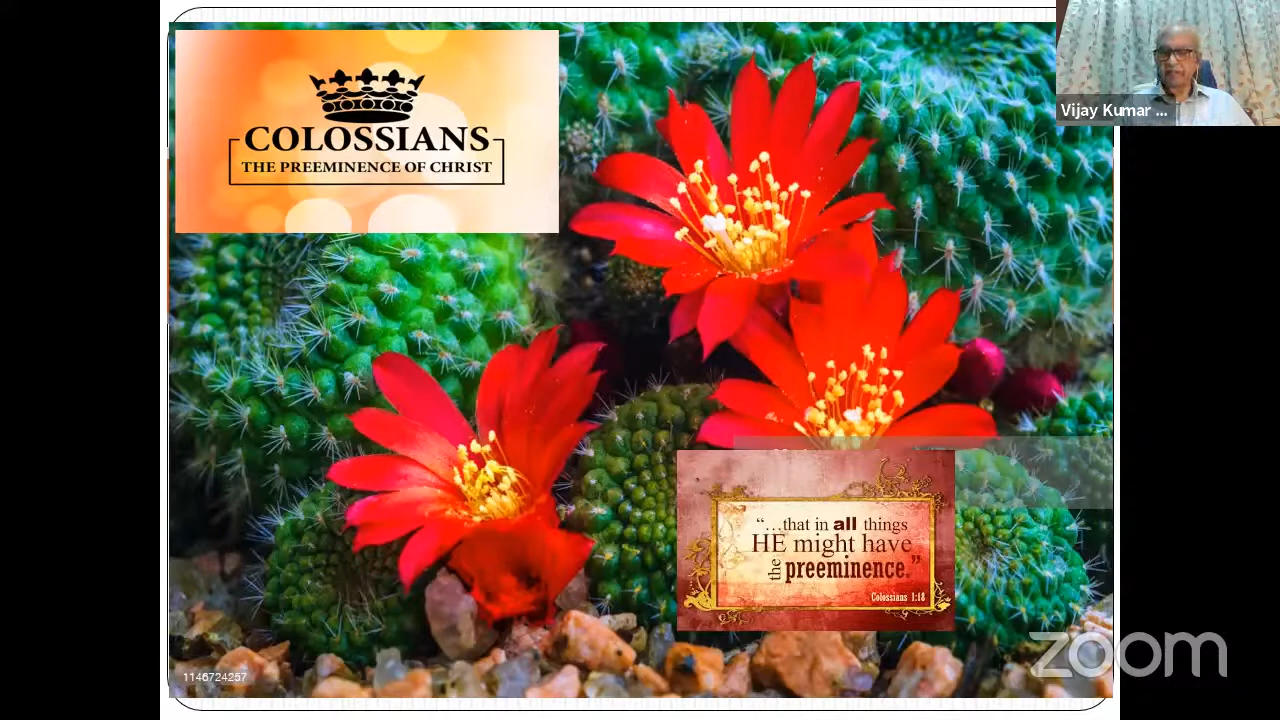 COLOSSIANS
THE PREEMINENCE OF CHRIST
Vijay Kumar ...
“...that in all things
HE might have
the preeminence.”
Colossians 1:18
1146724257
zoom